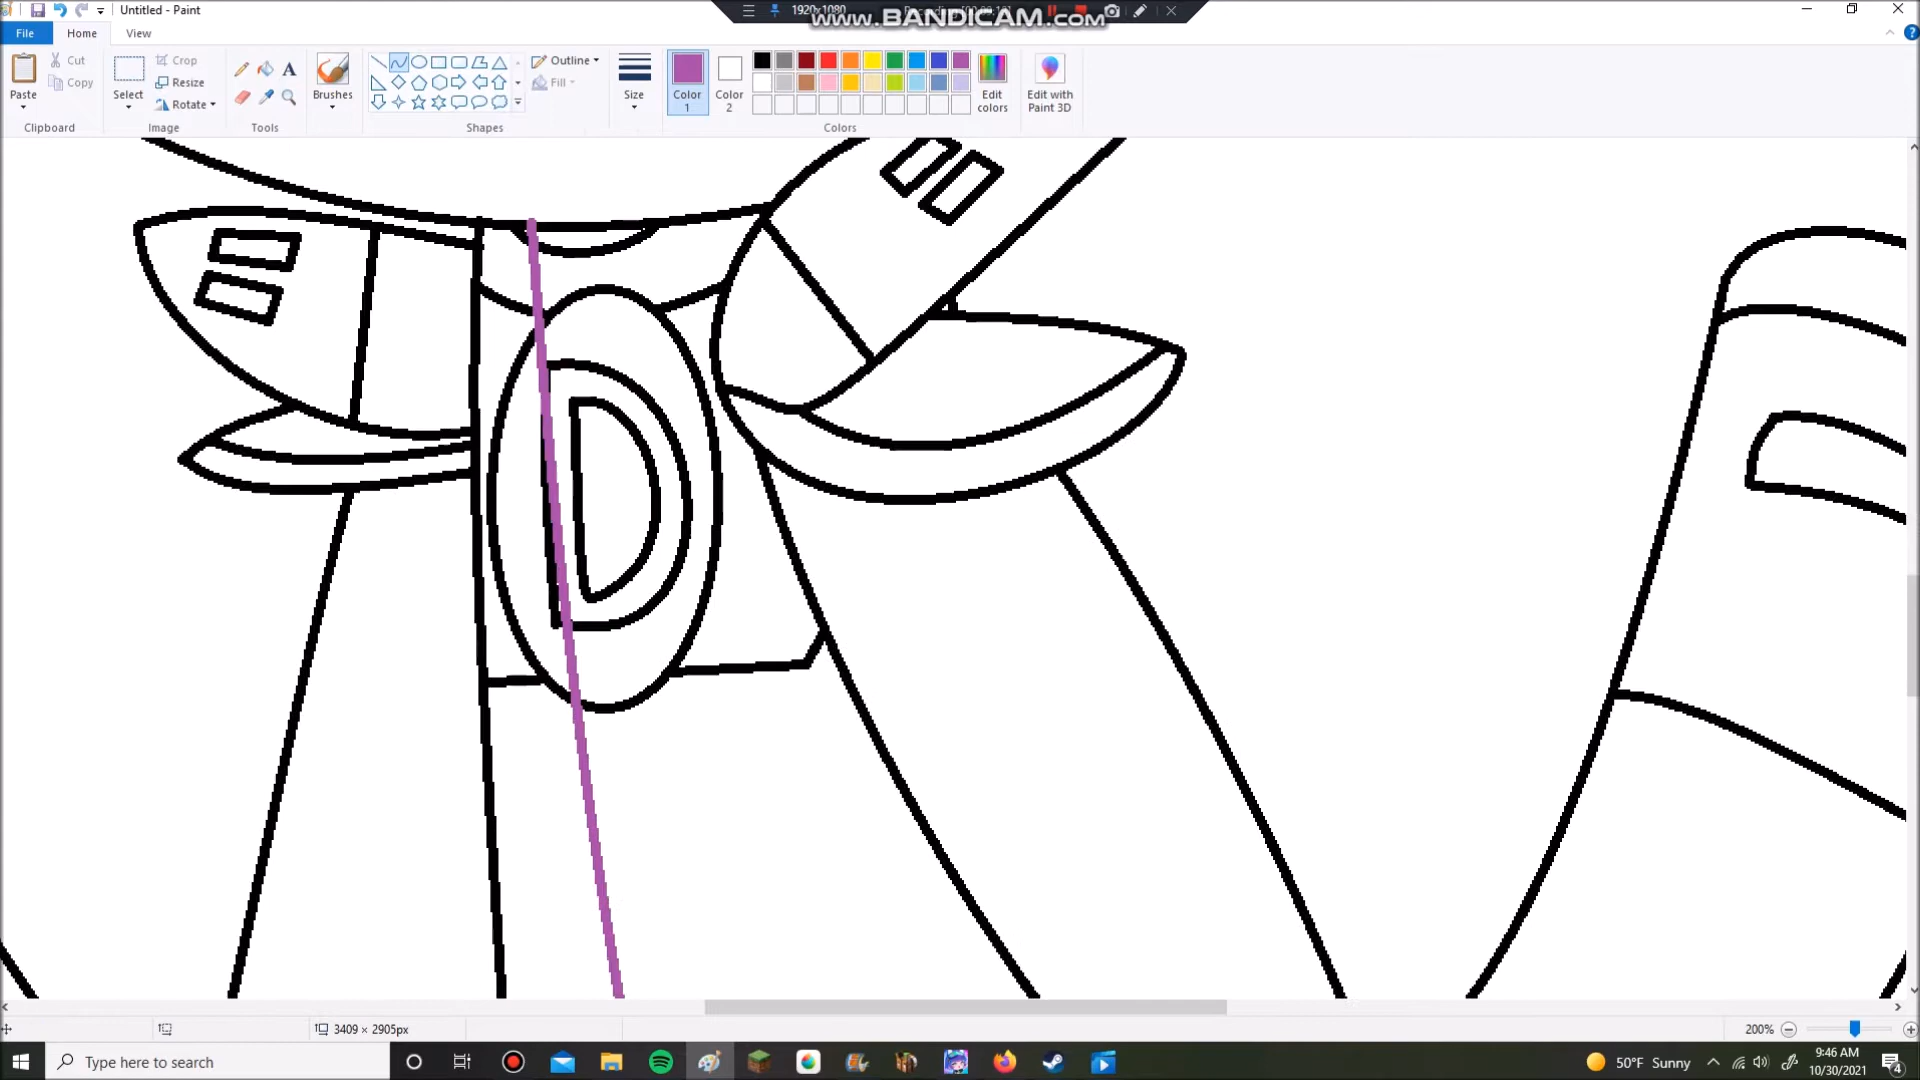 Untitled - Paint
1920x1080
www.BANDICAM.com
File
Home
View
Paste
Cut
Copy
Clipboard
Select
Crop
Resize
Rotate
Image
Tools
Brushes
Shapes
Outline
Fill
Size
Color
1
Color
2
Edit
colors
Colors
Edit with
Paint 3D
D
3409 × 2905px
200%
Type here to search
50°F Sunny
9:46 AM
10/30/2021
4